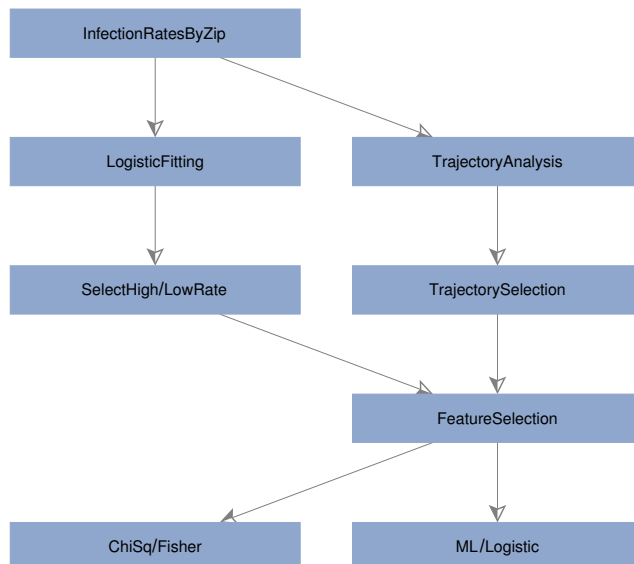 InfectionRatesByZip
LogisticFitting
TrajectoryAnalysis
SelectHigh/LowRate
TrajectorySelection
FeatureSelection
ChiSq/Fisher
ML/Logistic